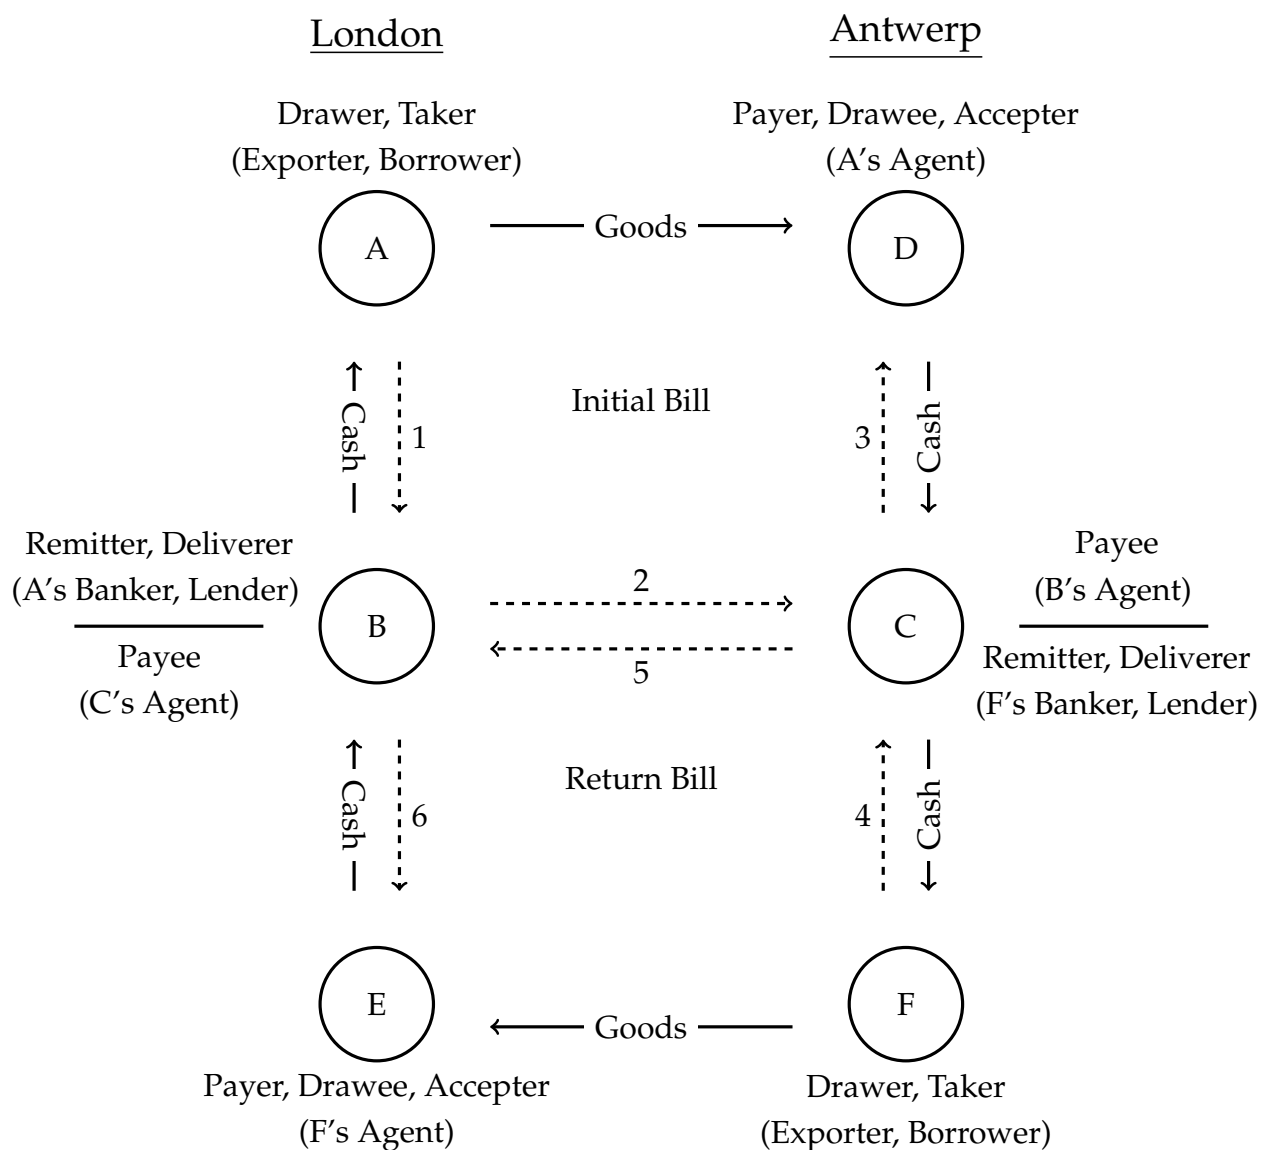 London
Antwerp
Drawer, Taker
(Exporter, Borrower)
Payer, Drawee, Accepter
(A's Agent)
A
Goods
D
Cash
1
Initial Bill
3
Cash
Remitter, Deliverer
(A's Banker, Lender)
Payee
(C's Agent)
B
2
5
C
Payee
(B's Agent)
Remitter, Deliverer
(F's Banker, Lender)
Cash
6
Return Bill
4
Cash
E
Goods
F
Payer, Drawee, Accepter
(F's Agent)
Drawer, Taker
(Exporter, Borrower)